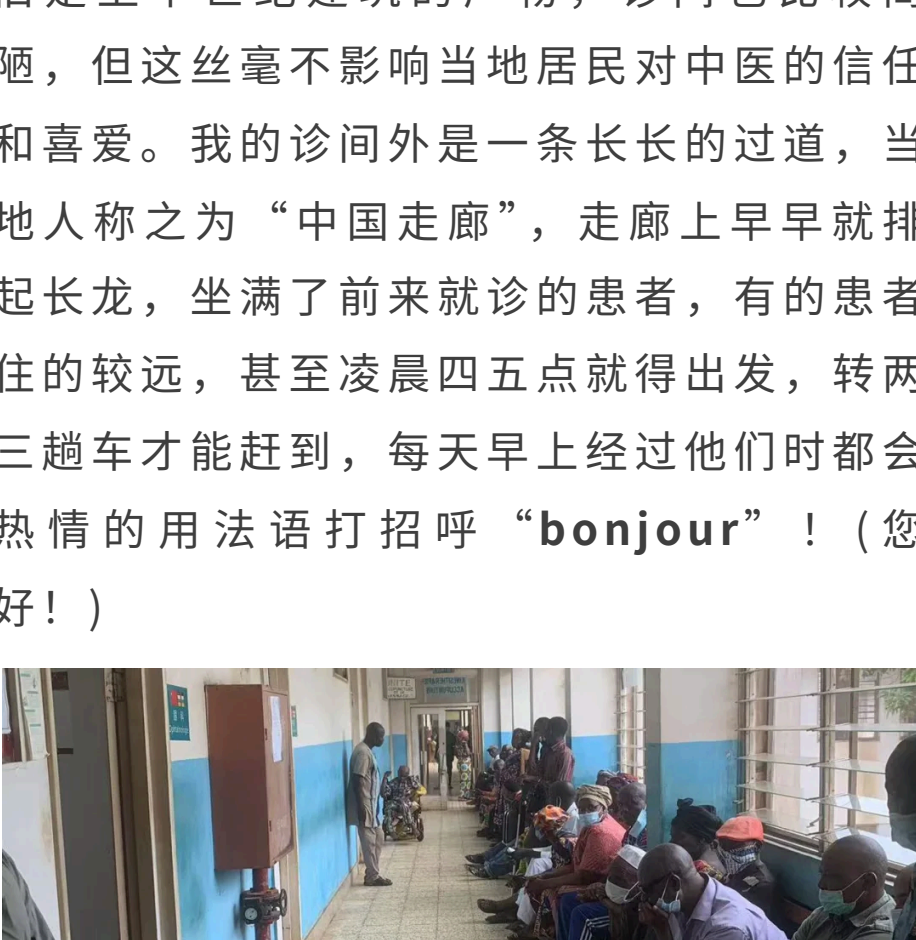 陋，但这丝毫不影响当地居民对中医的信任
和喜爱。我的诊间外是一条长长的过道，当
地人称之为“中国走廊”，走廊上早早就排
起长龙，坐满了前来就诊的患者，有的患者
住的较远，甚至凌晨四五点就得出发，转两
三趟车才能赶到，每天早上经过他们时都会
热情的用法语打招呼“bonjour”！(您
好！)